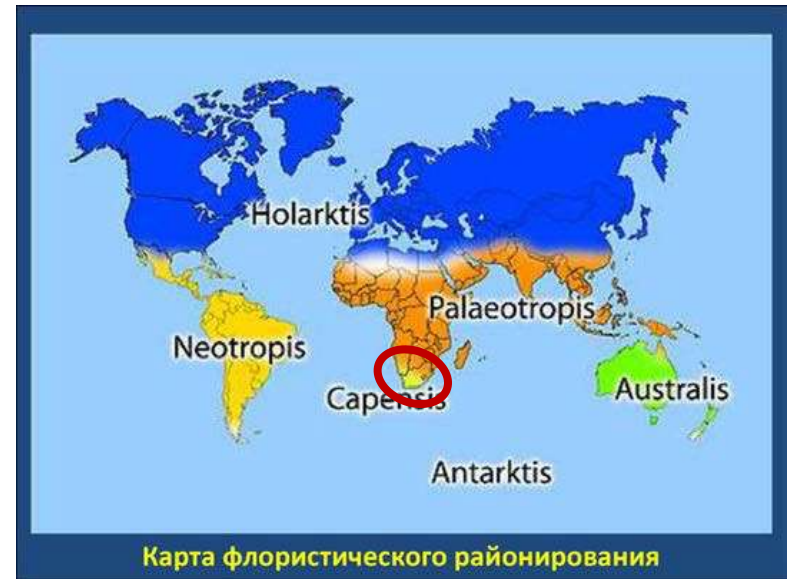 Holarktis
Palaeotropis
Neotropis
Capensis
Australis
Antarktis
Карта флористического районирования